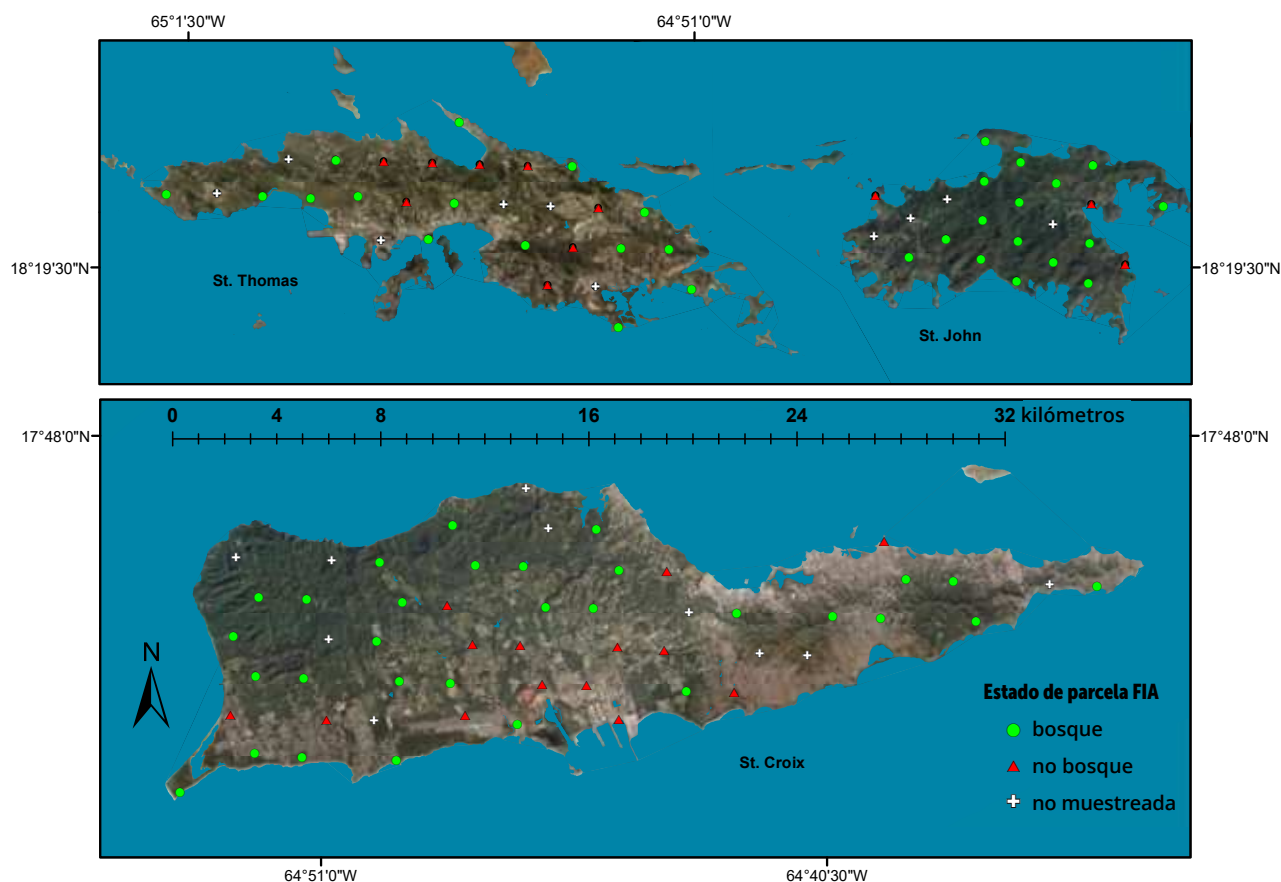 65°1'30"W
64°51'0"W
18°19'30"N
18°19'30"N
St. Thomas
St. John
0 4 8 16 24 32 kilómetros
17°48'0"N
17°48'0"N
N
St. Croix
Estado de parcela FIA
bosque
no bosque
no muestreada
64°51'0"W
64°40'30"W